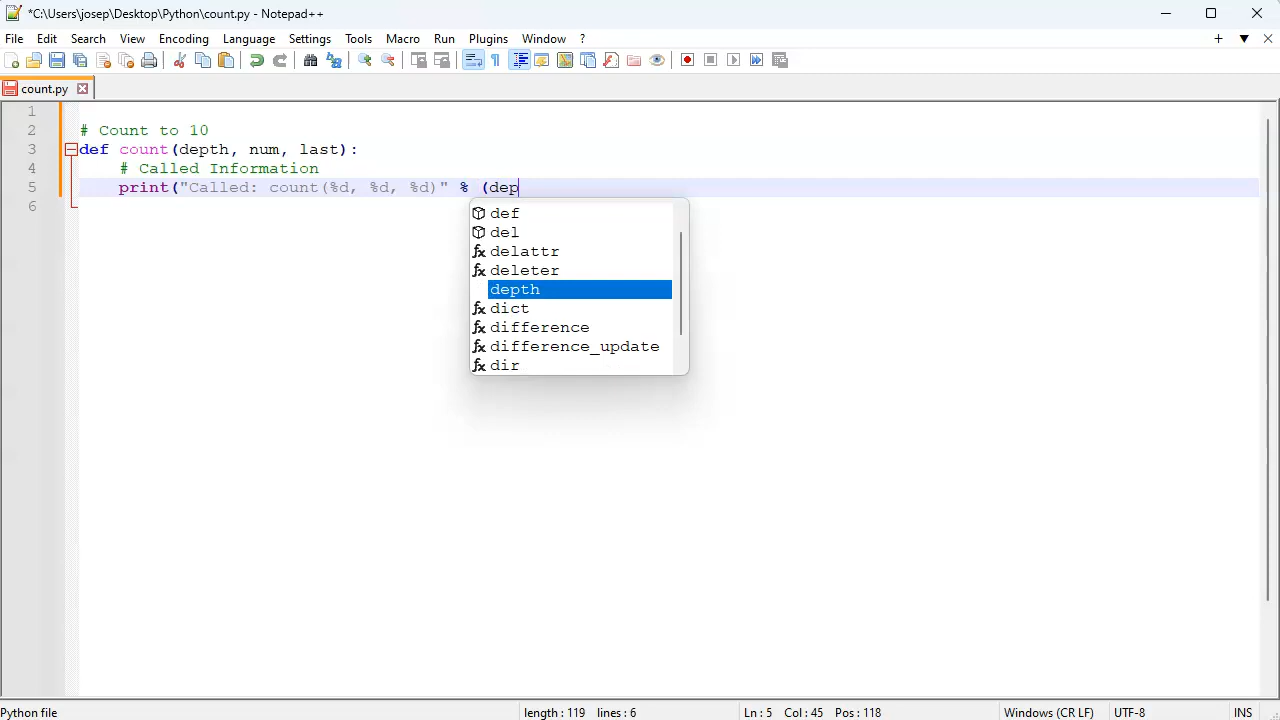 *C:\Users\josep\Desktop\Python\count.py - Notepad++
File Edit Search View Encoding Language Settings Tools Macro Run Plugins Window ?
count.py
1
2 # Count to 10
3 def count(depth, num, last):
4 # Called Information
5 print("Called: count(%d, %d, %d)" % (dep
6
def
del
delattr
deleter
depth
dict
difference
difference_update
dir
Python file length : 119 lines : 6 Ln : 5 Col : 45 Pos : 118 Windows (CR LF) UTF-8 INS